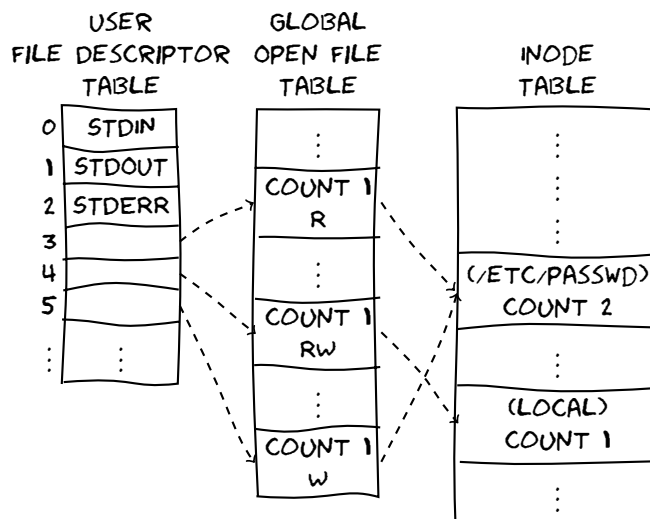 USER
FILE DESCRIPTOR
TABLE
GLOBAL
OPEN FILE
TABLE
INODE
TABLE
0 STDIN
1 STDOUT
2 STDERR
3
4
5
⋮ ⋮
⋮
COUNT 1
R
⋮
COUNT 1
RW
⋮
COUNT 1
W
⋮
⋮
(/ETC/PASSWD)
COUNT 2
⋮
(LOCAL)
COUNT 1
⋮